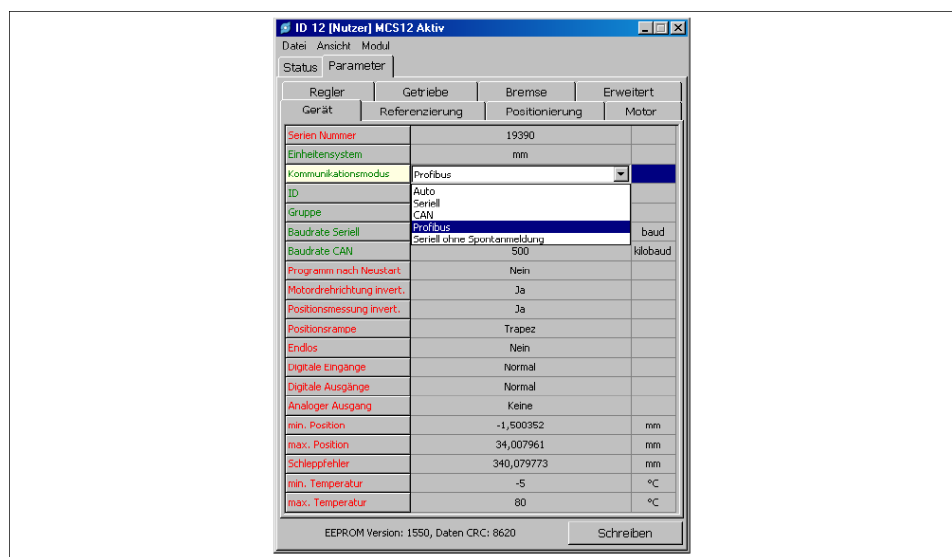 ID 12 [Nutzer] MCS12 Aktiv
Datei Ansicht Modul
Status Parameter
Regler Getriebe Bremse Erweitert
Gerät Referenzierung Positionierung Motor
Serien Nummer 19390
Einheitensystem mm
Kommunikationsmodus Profibus
ID Auto
Seriell
Gruppe CAN
Profibus
Baudrate Seriell Seriell ohne Spontanmeldung baud
Baudrate CAN 500 kilobaud
Programm nach Neustart Nein
Motordrehrichtung invert. Ja
Positionsmessung invert. Ja
Positionsrampe Trapez
Endlos Nein
Digitale Eingänge Normal
Digitale Ausgänge Normal
Analoger Ausgang Keine
min. Position -1,500352 mm
max. Position 34,007961 mm
Schleppfehler 340,079773 mm
min. Temperatur -5 °C
max. Temperatur 80 °C
EEPROM Version: 1550, Daten CRC: 8620 Schreiben